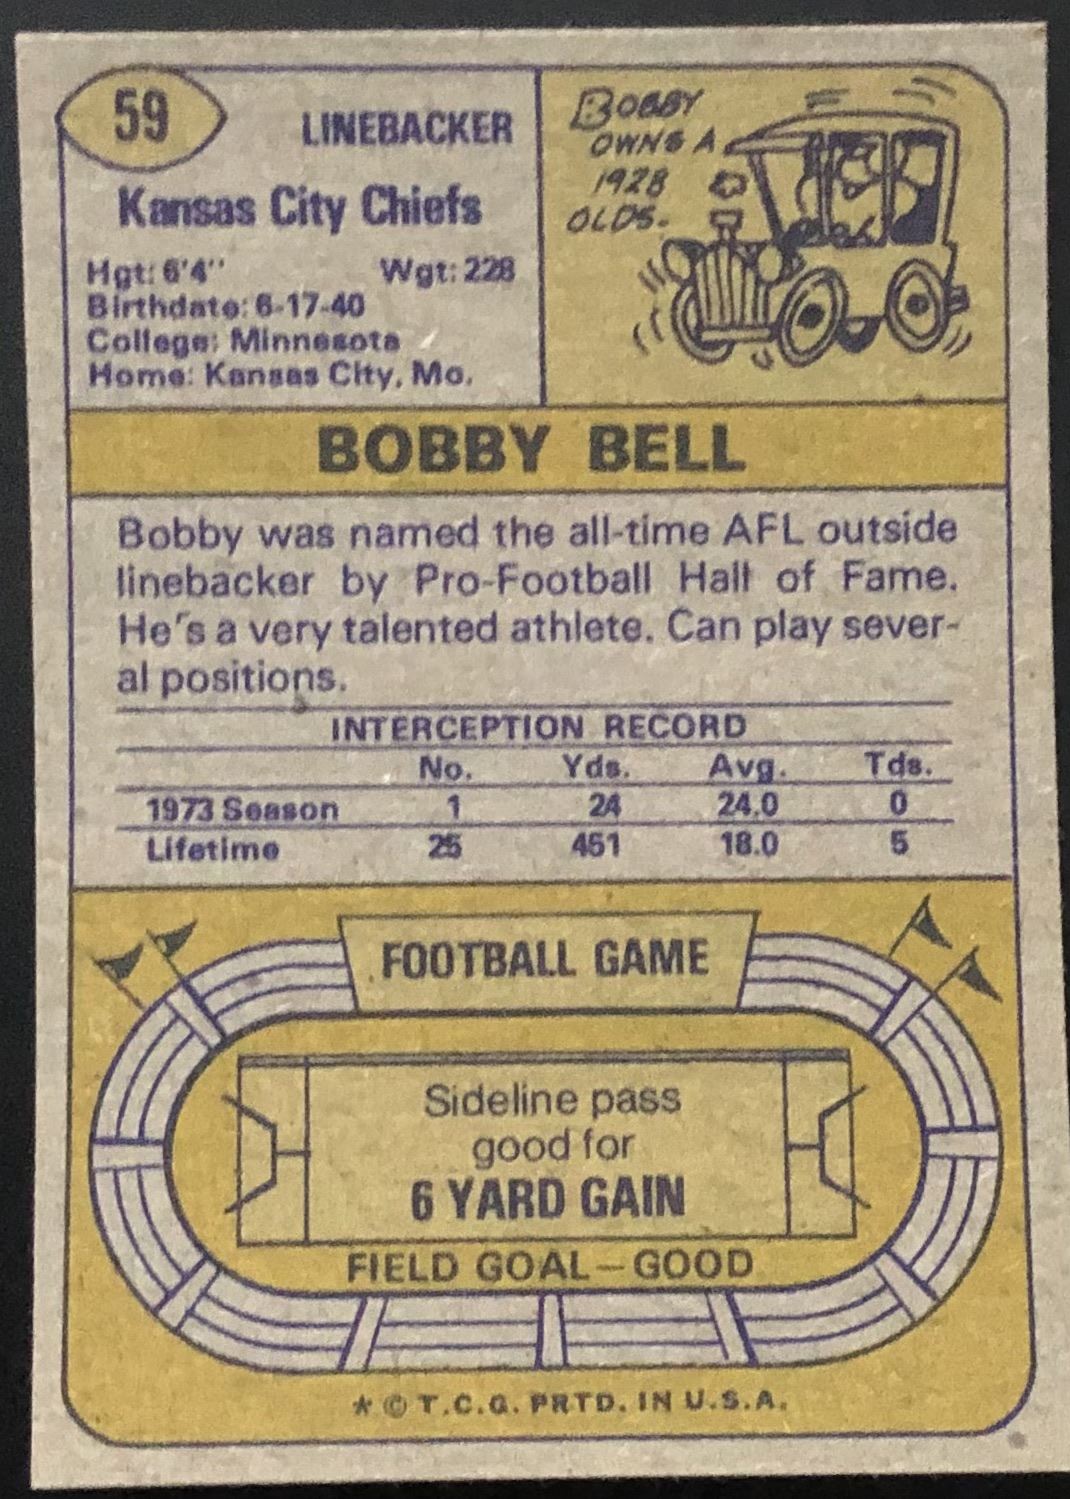 59
LINEBACKER
Kansas City Chiefs
Hgt: 6'4" Wgt: 228
Birthdate: 6-17-40
College: Minnesota
Home: Kansas City, Mo.
BOBBY
OWNS A
1928
OLDS.
BOBBY BELL
Bobby was named the all-time AFL outside
linebacker by Pro-Football Hall of Fame.
He's a very talented athlete. Can play sever-
al positions.
INTERCEPTION RECORD
No. Yds. Avg. Tds.
1973 Season 1 24 24.0 0
Lifetime 25 451 18.0 5
FOOTBALL GAME
Sideline pass
good for
6 YARD GAIN
FIELD GOAL—GOOD
* © T.C.G. PRTD. IN U.S.A.